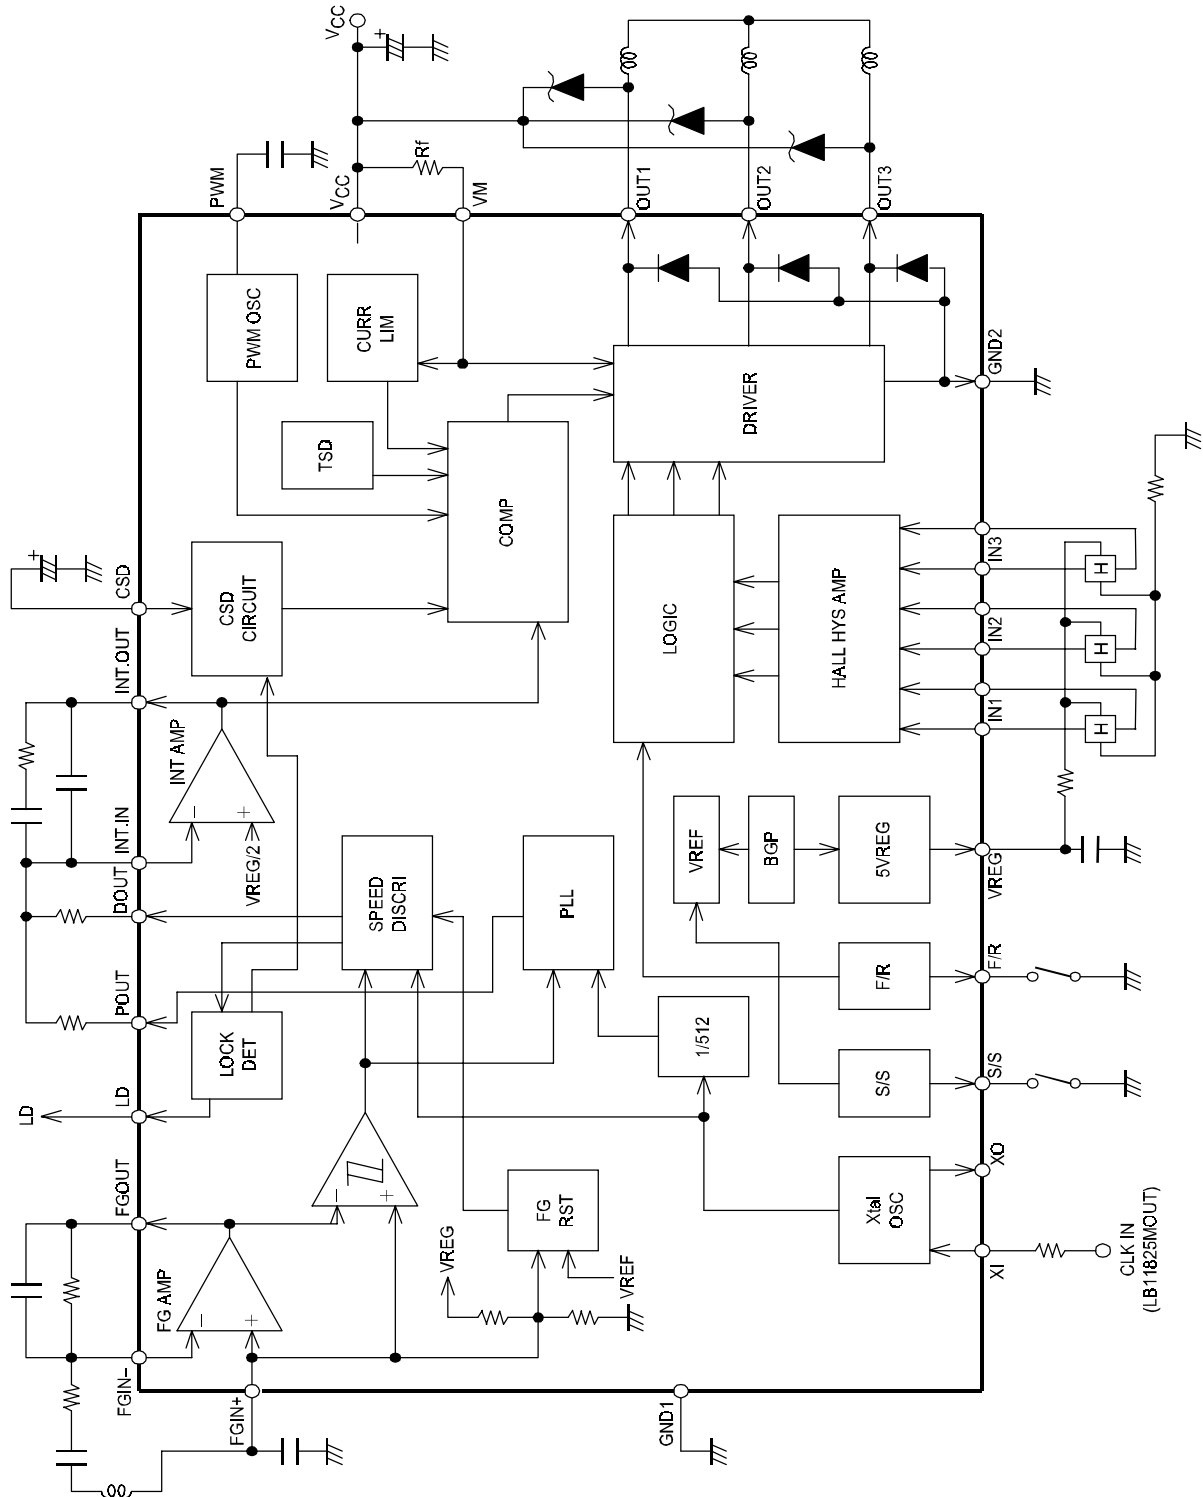 VCC
+
PWM
VCC
Rf
VM
OUT1
OUT2
OUT3
PWM OSC
CURR
LIM
TSD
COMP
DRIVER
GND2
CSD
+
CSD
CIRCUIT
INT.OUT
INT AMP
−
+
VREG/2
INT.IN
DOUT
POUT
LD
LD
LOCK
DET
SPEED
DISCRI
PLL
LOGIC
HALL HYS AMP
IN3
IN2
IN1
H
H
H
VREF
BGP
5VREG
VREG
F/R
F/R
S/S
S/S
1/512
FGOUT
FG AMP
−
+
−
+
FGIN−
FGIN+
VREG
VREF
FG
RST
Xtal
OSC
XO
XI
GND1
CLK IN
(LB11825MOUT)